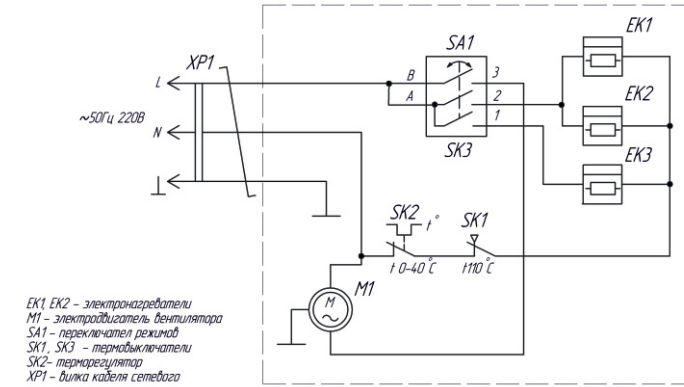 EK1
SA1
XP1
B
3
L
A
2
EK2
~50Гц 220В
N
1
SK3
EK3
SK2
t°
SK1
t 0-40°C
t110°C
M1
M
EK1, EK2 – электронагреватели
M1 – электродвигатель вентилятора
SA1 – переключател режимов
SK1, SK3 – термовыключатели
SK2– терморегулятор
XP1 – вилка кабеля сетевого